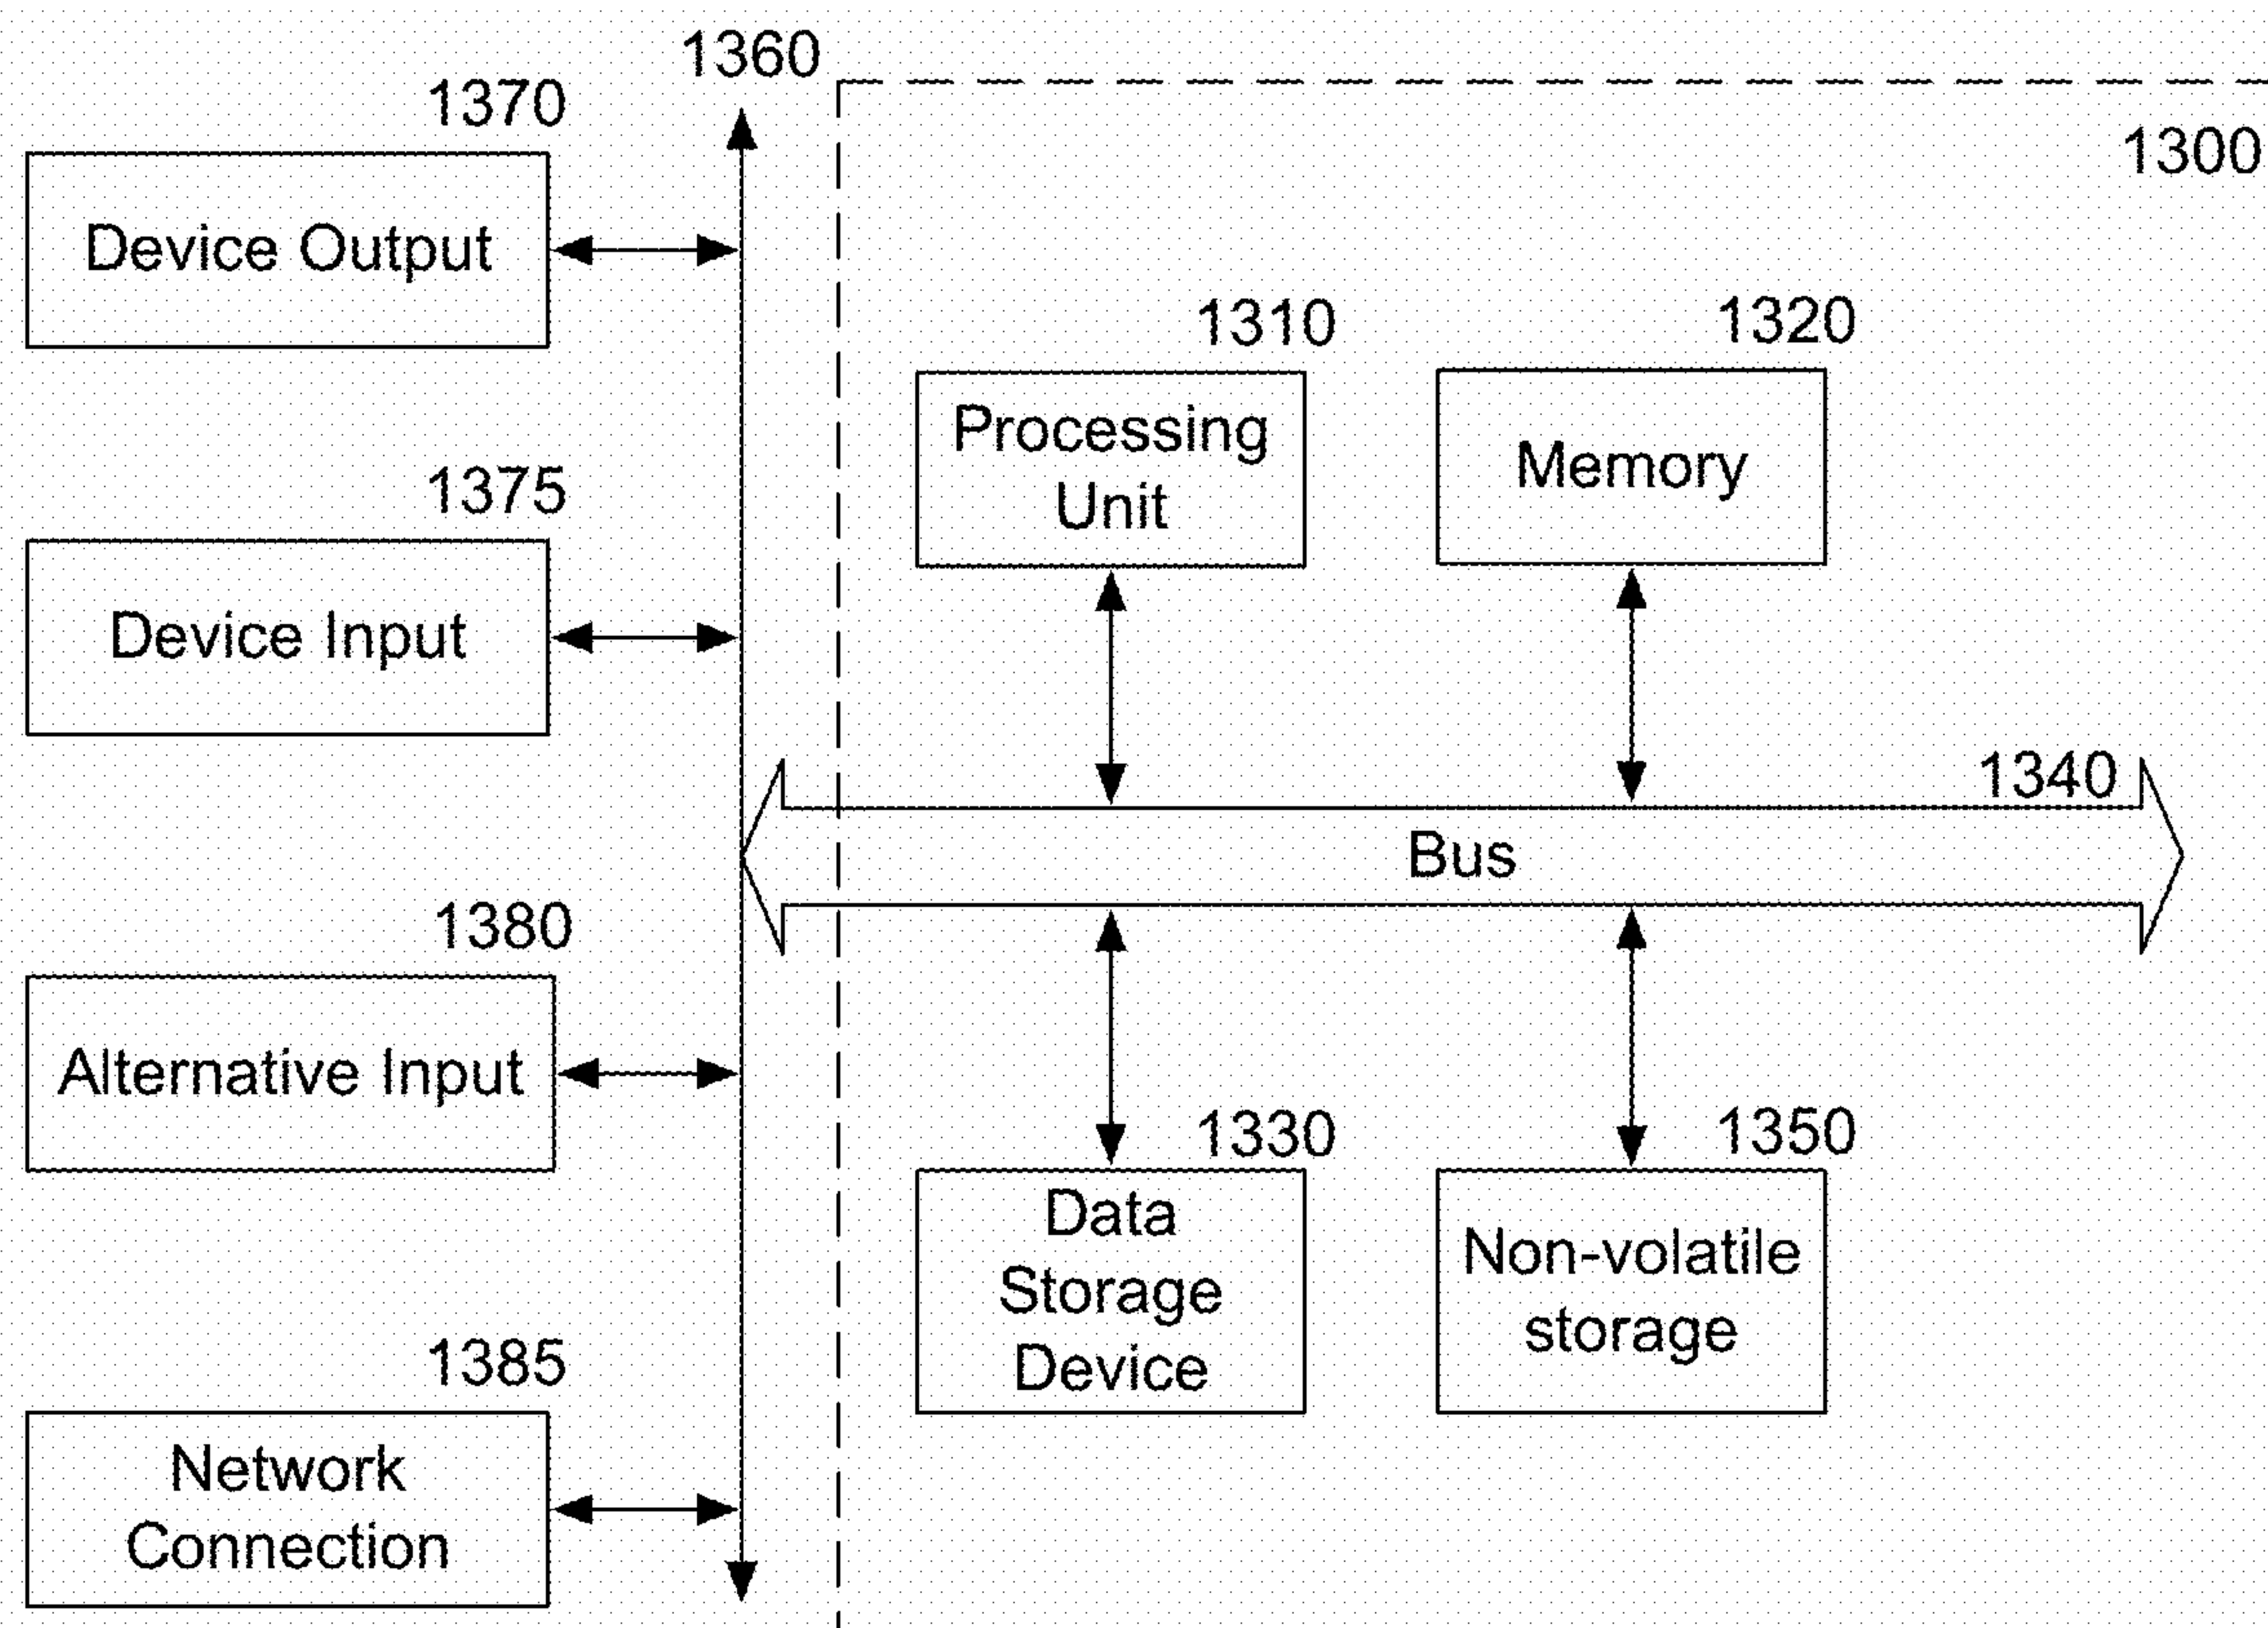 1360
1370
1300
Device Output
1310
1320
Processing
Unit
Memory
1375
Device Input
1340
Bus
1380
Alternative Input
1330
1350
Data
Storage
Device
Non-volatile
storage
1385
Network
Connection